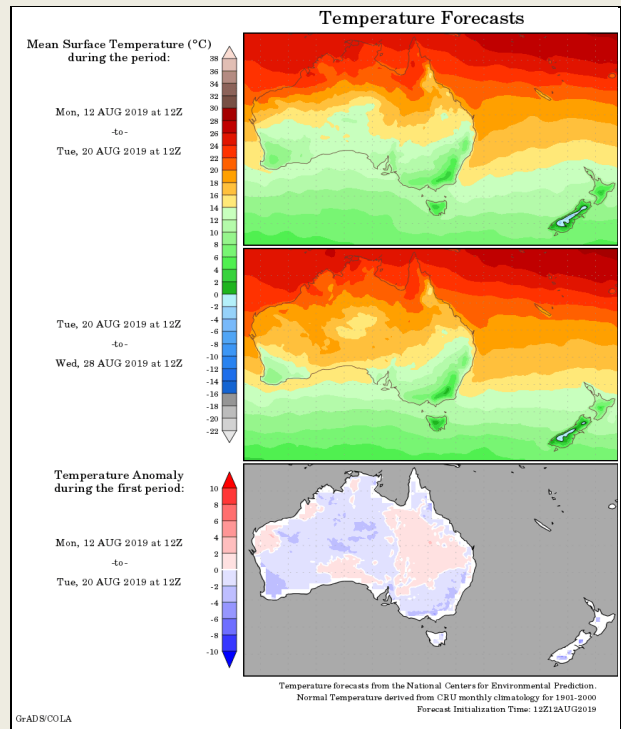 Temperature Forecasts
Mean Surface Temperature (°C)
during the period:
Mon, 12 AUG 2019 at 12Z
-to-
Tue, 20 AUG 2019 at 12Z
38
36
34
32
30
28
26
24
22
20
18
16
14
12
10
8
6
4
2
0
-2
-4
-6
-8
-10
-12
-14
-16
-18
-20
-22
Tue, 20 AUG 2019 at 12Z
-to-
Wed, 28 AUG 2019 at 12Z
Temperature Anomaly
during the first period:
Mon, 12 AUG 2019 at 12Z
-to-
Tue, 20 AUG 2019 at 12Z
10
8
6
4
2
0
-2
-4
-6
-8
-10
Temperature forecasts from the National Centers for Environmental Prediction.
Normal Temperature derived from CRU monthly climatology for 1901-2000
Forecast Initialization Time: 12Z12AUG2019
GrADS/COLA